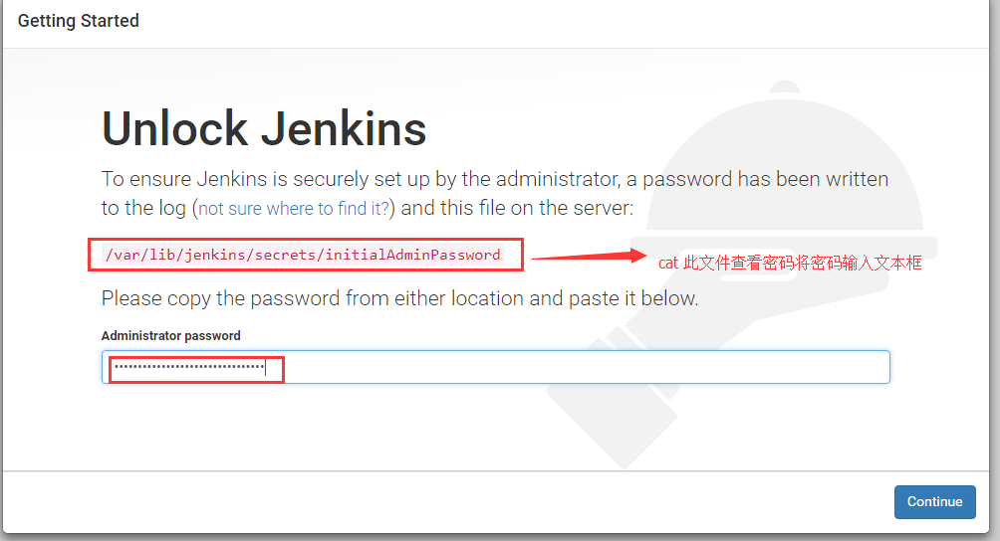 Getting Started
Unlock Jenkins
To ensure Jenkins is securely set up by the administrator, a password has been written
to the log (not sure where to find it?) and this file on the server:
/var/lib/jenkins/secrets/initialAdminPassword
cat 此文件查看密码将密码输入文本框
Please copy the password from either location and paste it below.
Administrator password
••••••••••••••••••••••••••••••••
Continue